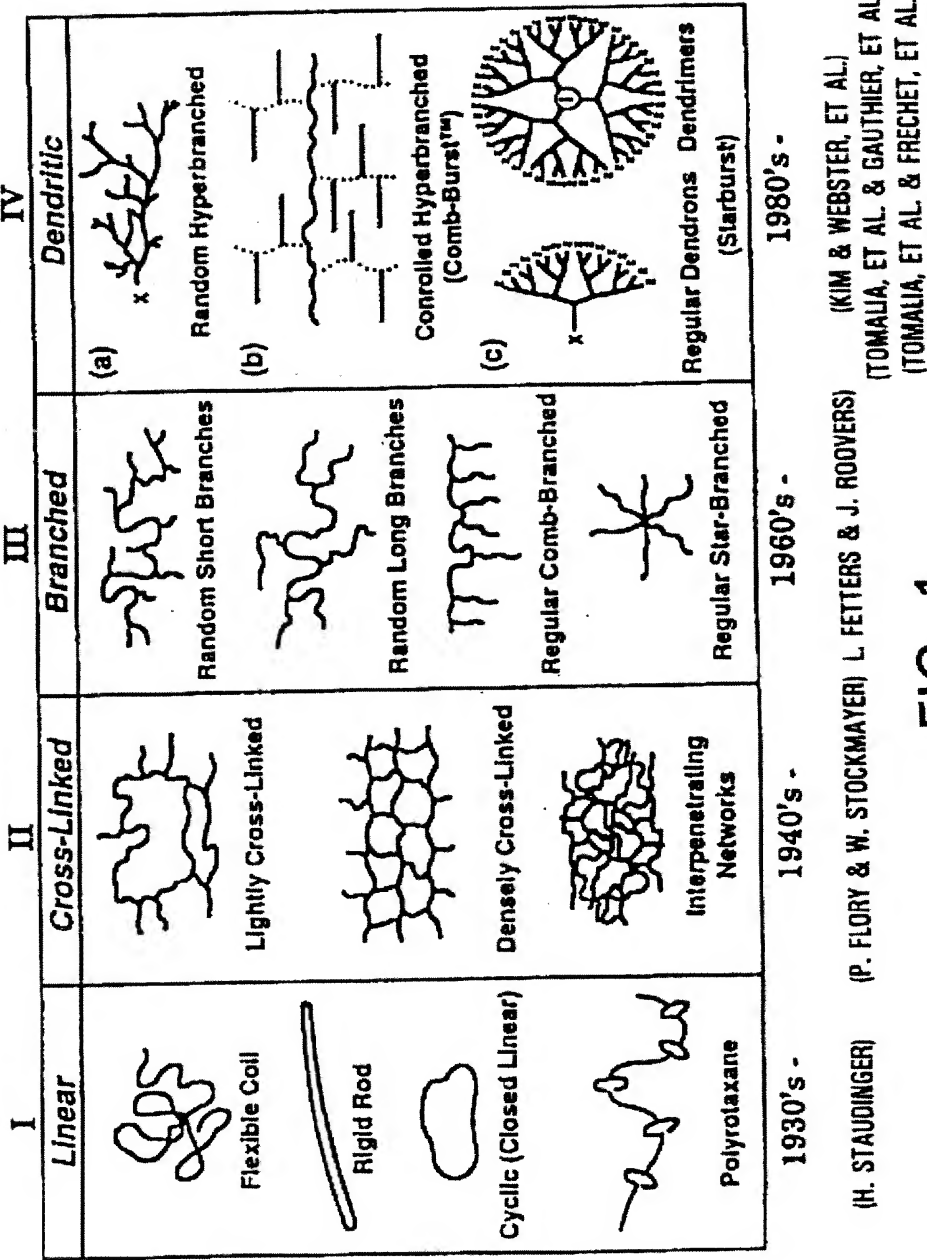 I
Linear
Flexible Coil
Rigid Rod
Cyclic (Closed Linear)
Polyrotaxane
1930's -
(H. STAUDINGER)
II
Cross-Linked
Lightly Cross-Linked
Densely Cross-Linked
Interpenetrating
Networks
1940's -
(P. FLORY & W. STOCKMAYER)
III
Branched
Random Short Branches
Random Long Branches
Regular Comb-Branched
Regular Star-Branched
1960's -
L. FETTERS & J. ROOVERS)
IV
Dendritic
(a)
X
Random Hyperbranched
(b)
Conrolled Hyperbranched
(Comb-Burst™)
(c)
X
I
Regular Dendrons Dendrimers
(Starburst)
1980's -
(KIM & WEBSTER, ET AL.)
(TOMALIA, ET AL. & GAUTHIER, ET AL
(TOMALIA, ET AL. & FRECHET, ET AL.